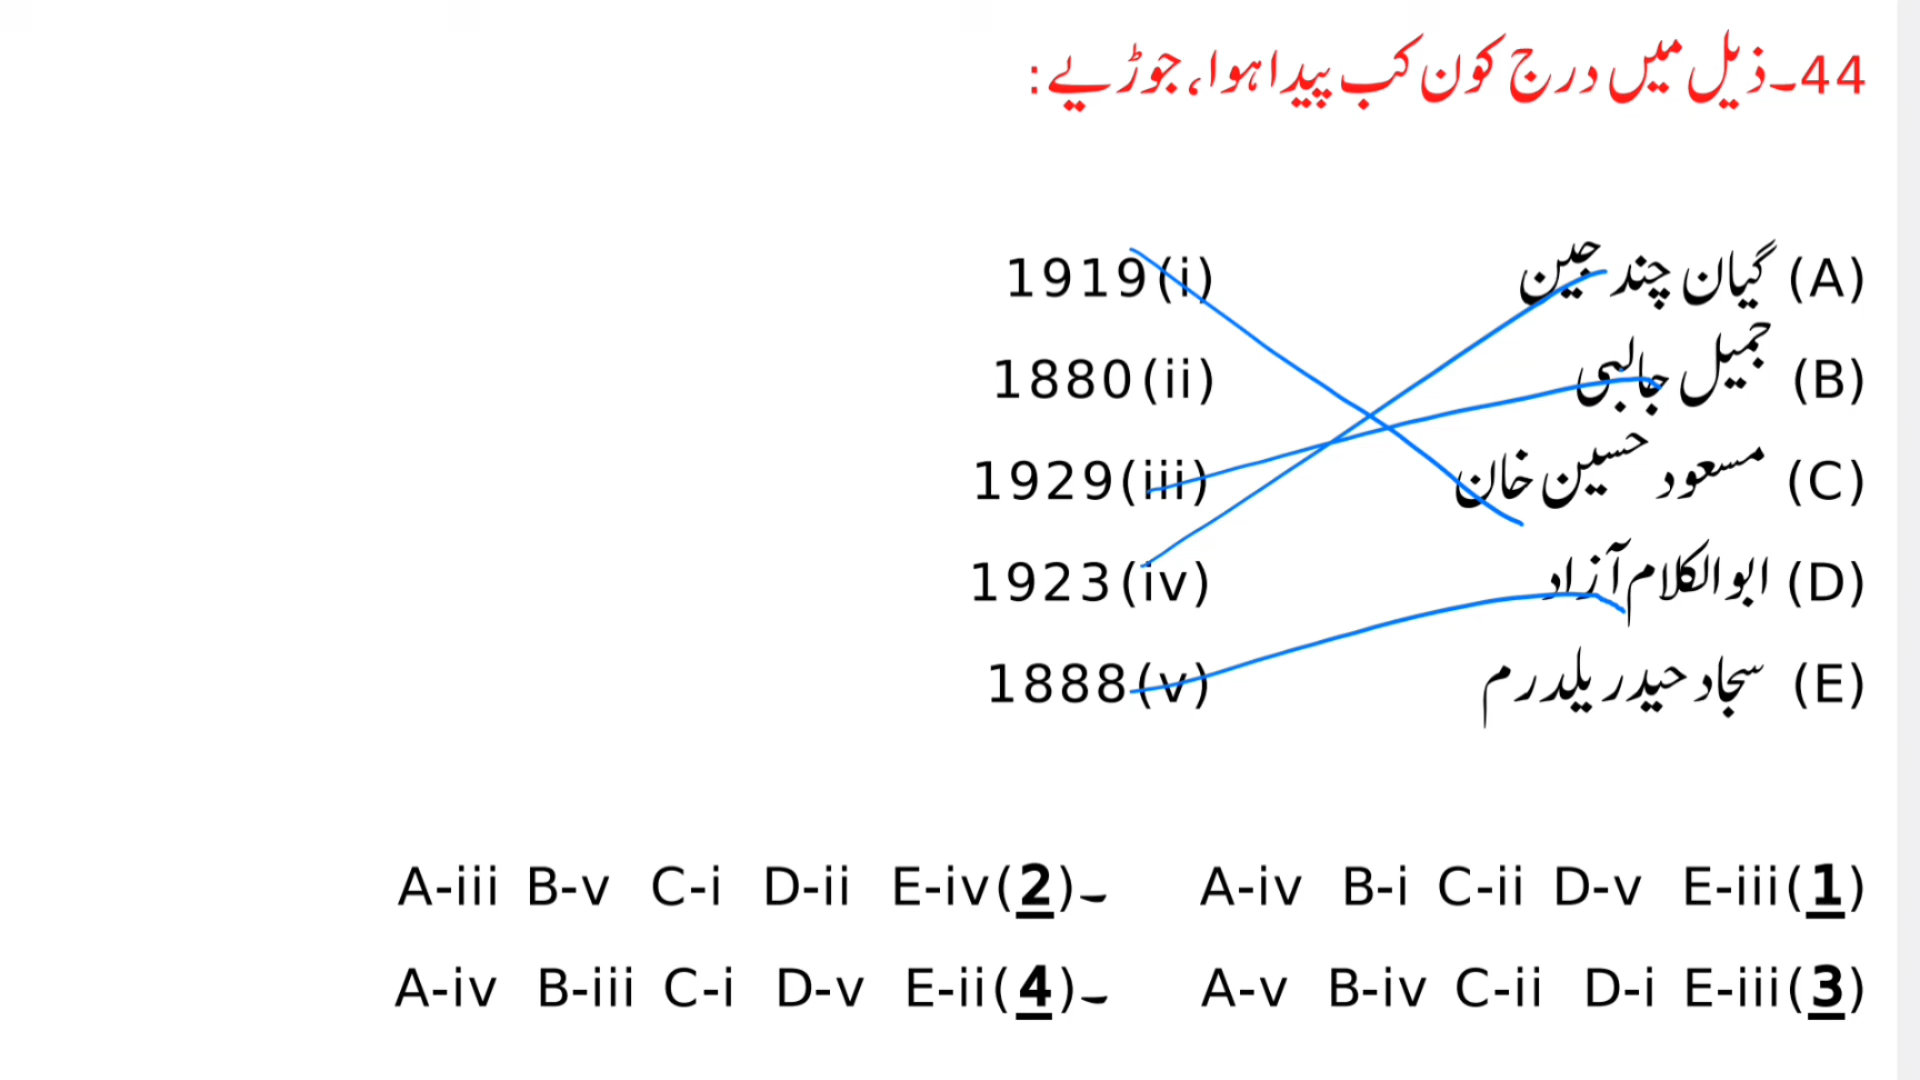 44۔ذیل میں درج کون کب پیدا ہوا، جوڑیے:
(A) گیان چند جین (i)1919
(B) جمیل جالبی (ii)1880
(C) مسعود حسین خان (iii)1929
(D) ابوالکلام آزاد (iv)1923
(E) سجاد حیدر یلدرم (v)1888
A-iv B-i C-ii D-v E-iii(1)
A-iii B-v C-i D-ii E-iv(2)۔
A-v B-iv C-ii D-i E-iii(3)
A-iv B-iii C-i D-v E-ii(4)۔